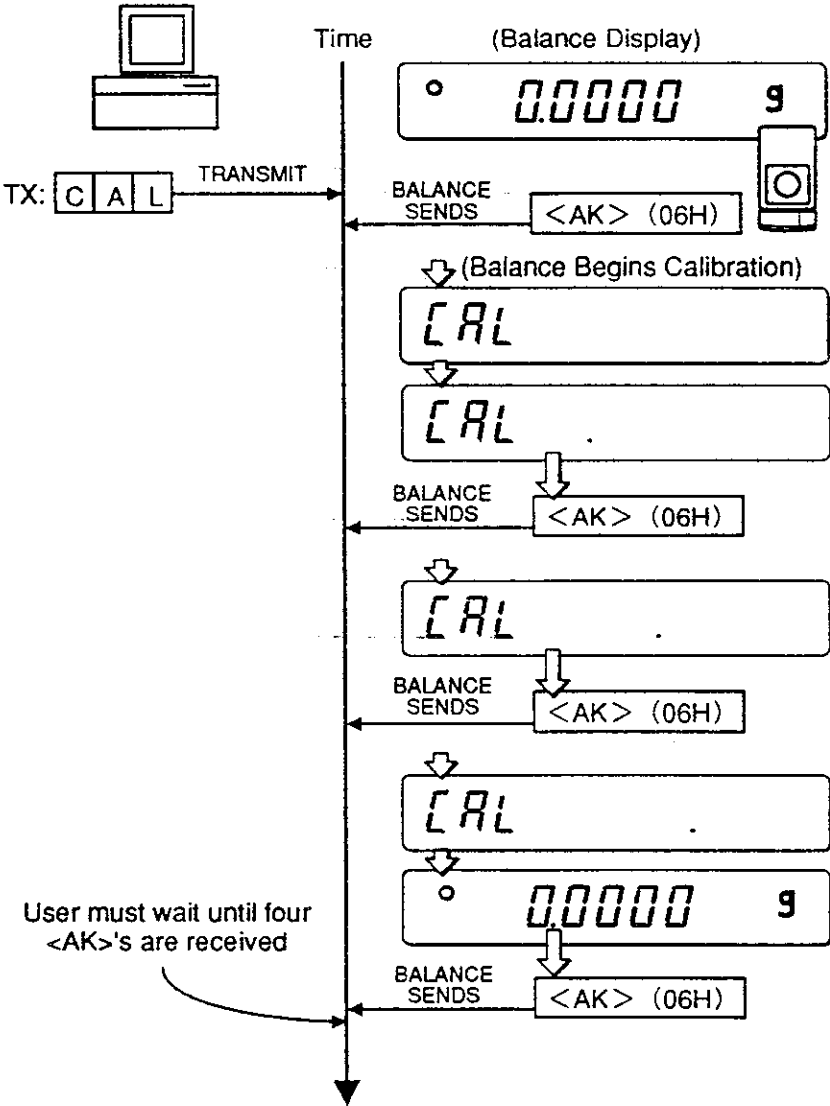 Time
(Balance Display)
0.0000 g
TX: C A L
TRANSMIT
BALANCE
SENDS
<AK> (06H)
(Balance Begins Calibration)
CAL
CAL .
BALANCE
SENDS
<AK> (06H)
CAL .
BALANCE
SENDS
<AK> (06H)
CAL .
0.0000 g
User must wait until four
<AK>'s are received
BALANCE
SENDS
<AK> (06H)